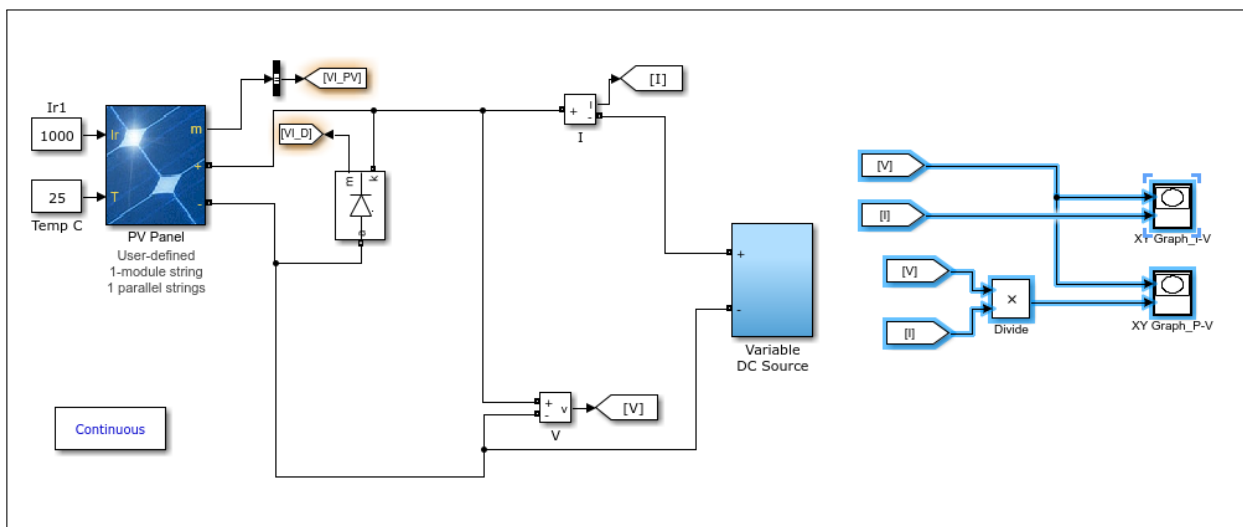 Ir1
1000
Ir
T
m
+
-
25
Temp C
PV Panel
User-defined
1-module string
1 parallel strings
[VI_PV]
[VI_D]
m
k
a
+
I
-
I
[I]
+
-
Variable
DC Source
+
-
v
V
[V]
Continuous
[V]
[I]
XY Graph_I-V
[V]
[I]
×
Divide
XY Graph_P-V